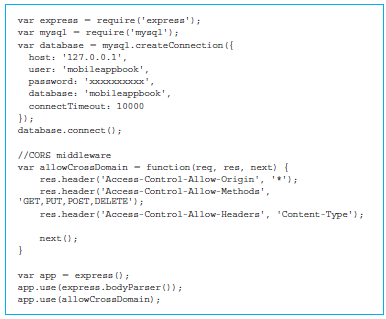 var express = require('express');
var mysql = require('mysql');
var database = mysql.createConnection({
host: '127.0.0.1',
user: 'mobileappbook',
password: 'xxxxxxxxxx',
database: 'mobileappbook',
connectTimeout: 10000
});
database.connect();
//CORS middleware
var allowCrossDomain = function(req, res, next) {
res.header('Access-Control-Allow-Origin', '*');
res.header('Access-Control-Allow-Methods',
'GET,PUT,POST,DELETE');
res.header('Access-Control-Allow-Headers', 'Content-Type');
next();
}
var app = express();
app.use(express.bodyParser());
app.use(allowCrossDomain);